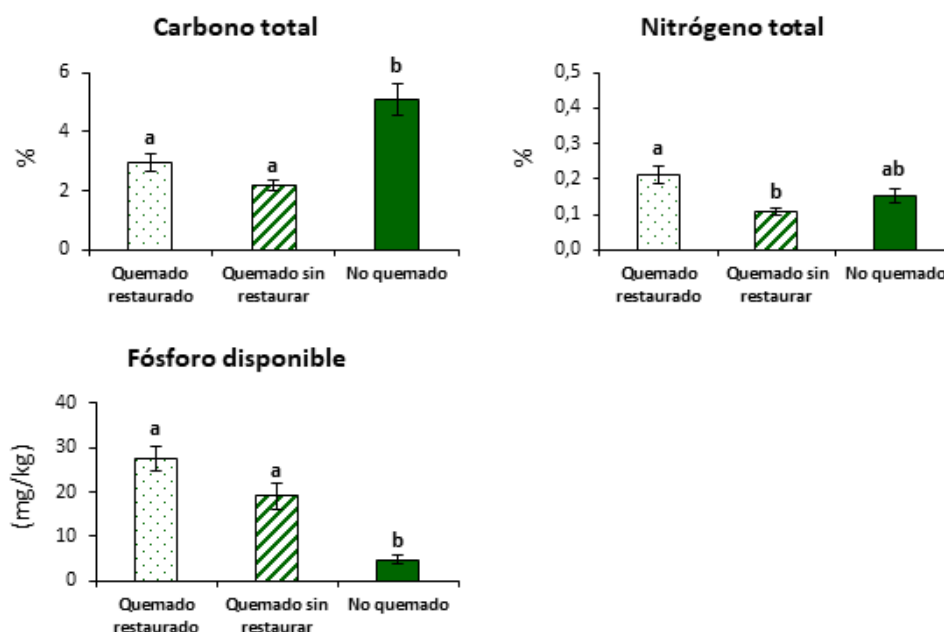 Carbono total
%
6
4
2
0
a
a
b
Quemado
restaurado
Quemado sin
restaurar
No quemado
Nitrógeno total
%
0,5
0,4
0,3
0,2
0,1
0,0
a
b
ab
Quemado
restaurado
Quemado sin
restaurar
No quemado
Fósforo disponible
(mg/kg)
40
30
20
10
0
a
a
b
Quemado
restaurado
Quemado sin
restaurar
No quemado